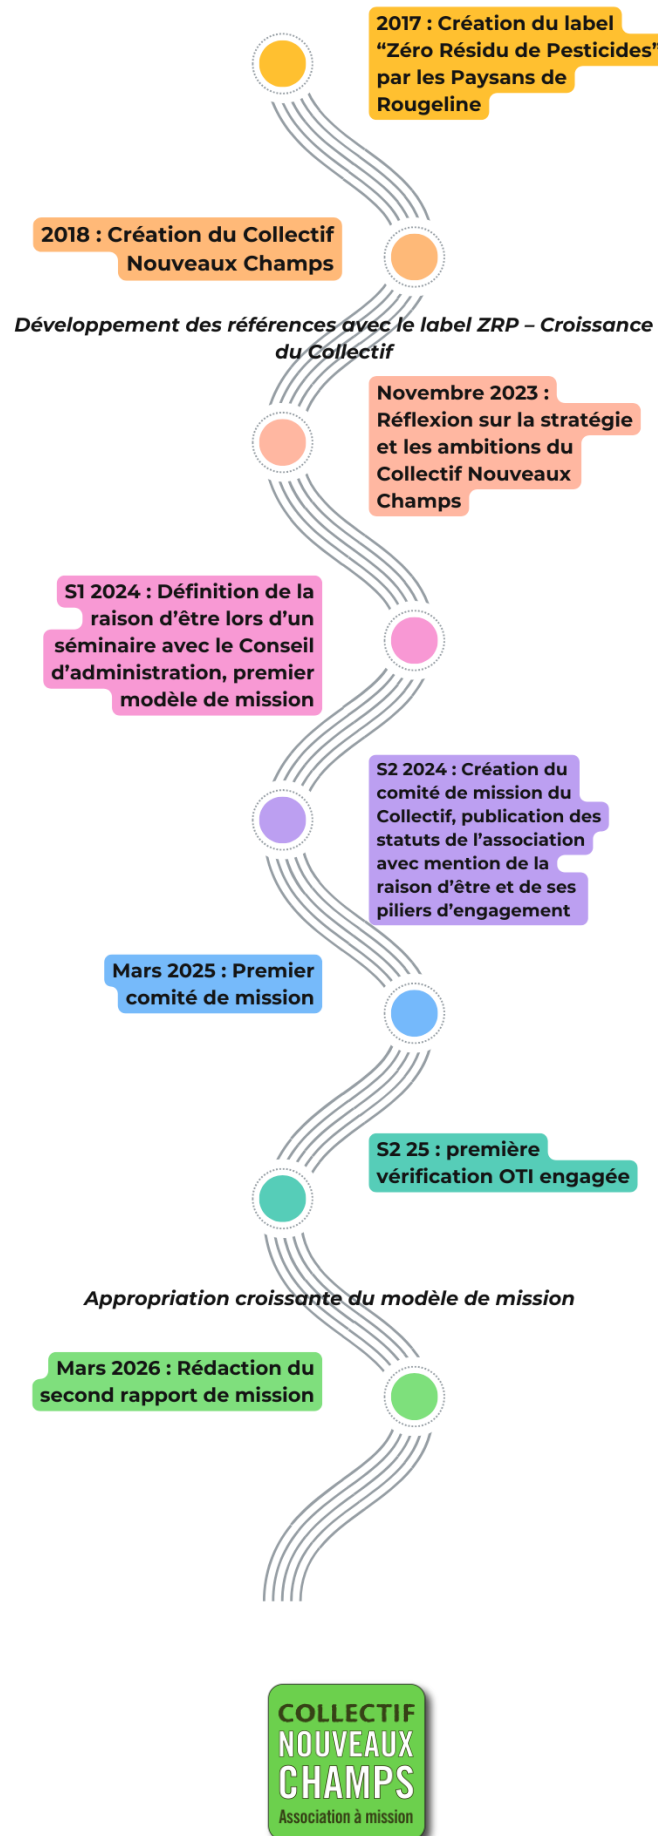 2017 : Création du label
“Zéro Résidu de Pesticides”
par les Paysans de
Rougeline
2018 : Création du Collectif
Nouveaux Champs
Développement des références avec le label ZRP – Croissance
du Collectif
Novembre 2023 :
Réflexion sur la stratégie
et les ambitions du
Collectif Nouveaux
Champs
S1 2024 : Définition de la
raison d’être lors d’un
séminaire avec le Conseil
d’administration, premier
modèle de mission
S2 2024 : Création du
comité de mission du
Collectif, publication des
statuts de l’association
avec mention de la
raison d’être et de ses
piliers d’engagement
Mars 2025 : Premier
comité de mission
S2 25 : première
vérification OTI engagée
Appropriation croissante du modèle de mission
Mars 2026 : Rédaction du
second rapport de mission
COLLECTIF
NOUVEAUX
CHAMPS
Association à mission